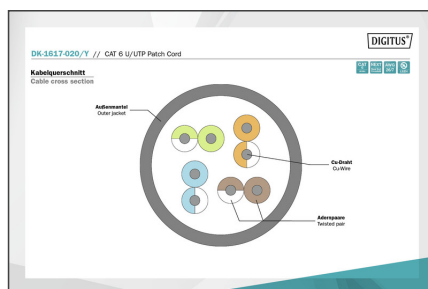 DIGITUS®
DK-1617-020/Y // CAT 6 U/UTP Patch Cord
Kabelquerschnitt
Cable cross section
Außenmantel
Outer jacket
Cu-Draht
Cu-Wire
Adernpaare
Twisted pair